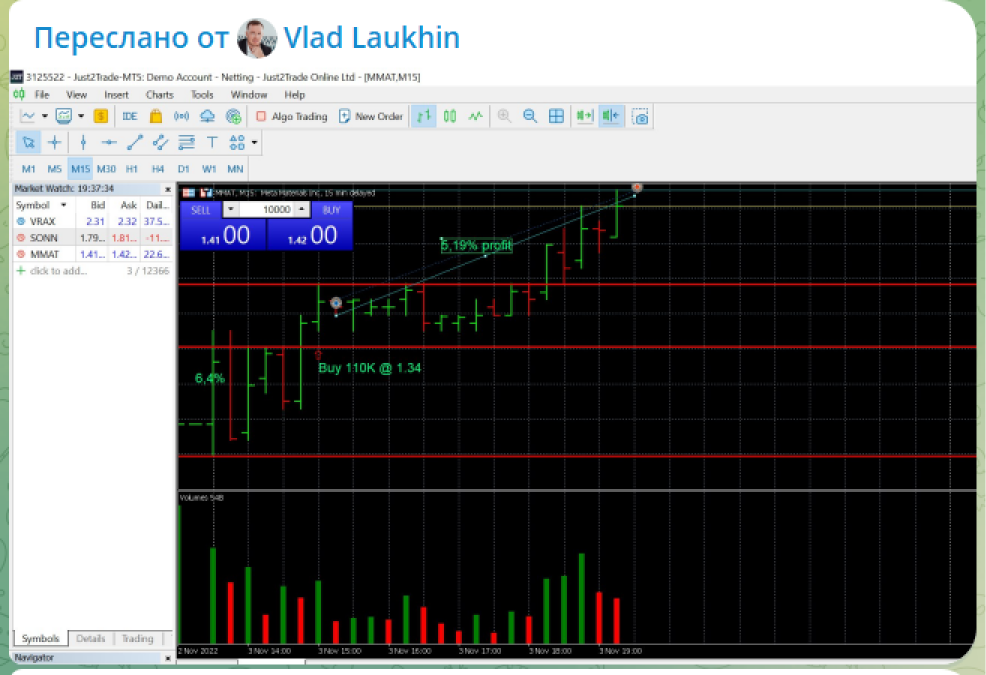 Переслано от Vlad Laukhin
3125522 - Just2Trade-MT5: Demo Account - Netting - Just2Trade Online Ltd - [MMAT,M15]
File View Insert Charts Tools Window Help
IDE Algo Trading New Order
M1 M5 M15 M30 H1 H4 D1 W1 MN
Market Watch: 19:37:34
Symbol Bid Ask Dail...
VRAX 2.31 2.32 37.5...
SONN 1.79... 1.81... -11....
MMAT 1.41... 1.42... 22.6...
click to add... 3 / 12366
MMAT, M15: Meta Materials Inc, 15 min delayed
SELL 10000 BUY
1.41 00 1.42 00
5,19% profit
Buy 110K @ 1.34
6,4%
Volumes 548
2 Nov 2022 3 Nov 14:00 3 Nov 15:00 3 Nov 16:00 3 Nov 17:00 3 Nov 18:00 3 Nov 19:00
Symbols Details Trading
Navigator